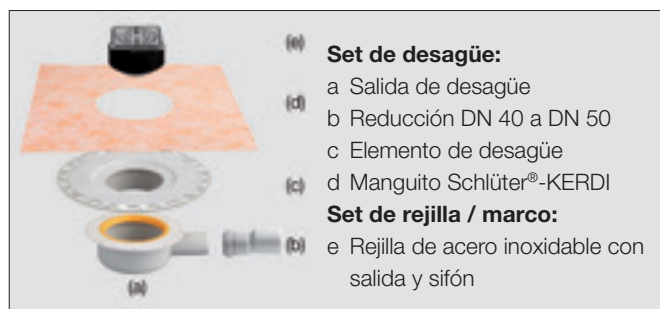 (e)
(d)
(c)
(b)
(a)
Set de desagüe:
a Salida de desagüe
b Reducción DN 40 a DN 50
c Elemento de desagüe
d Manguito Schlüter®-KERDI
Set de rejilla / marco:
e Rejilla de acero inoxidable con
salida y sifón